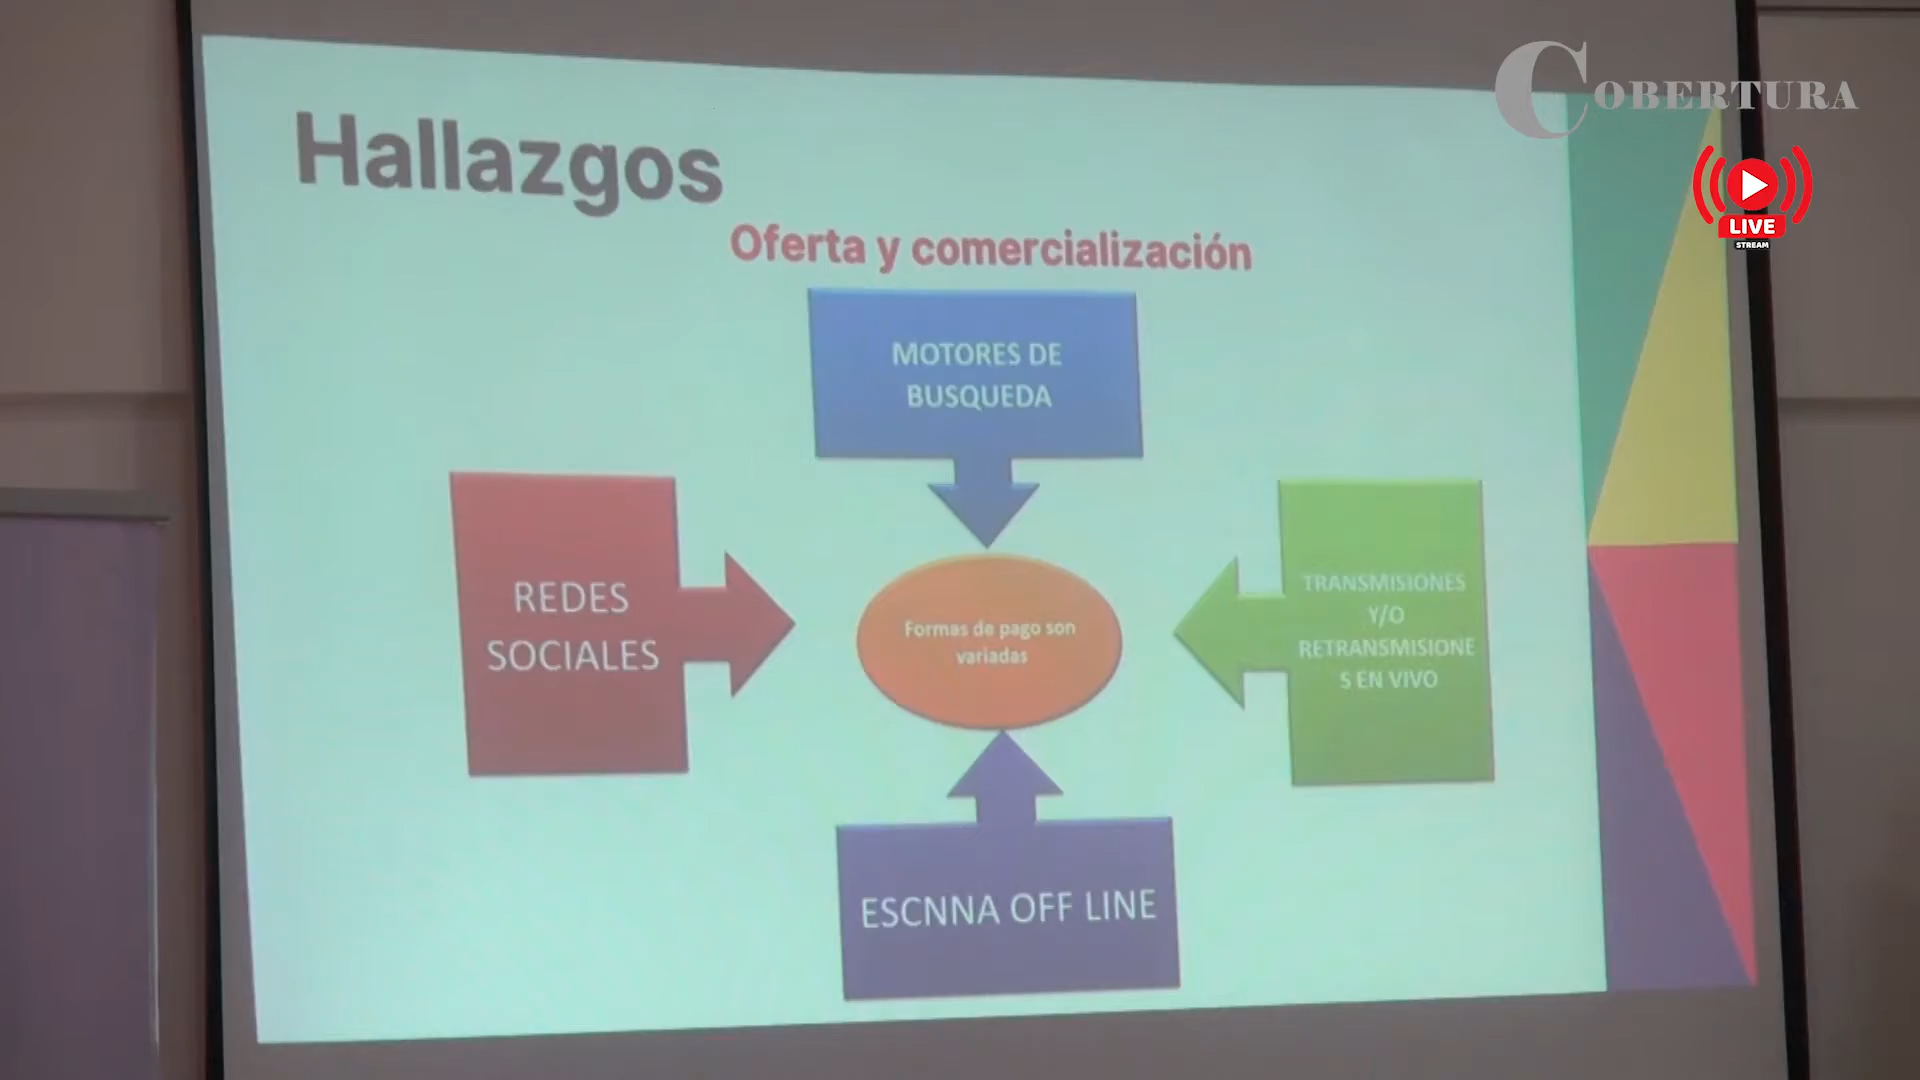 COBERTURA
LIVE
STREAM
Hallazgos
Oferta y comercialización
MOTORES DE
BUSQUEDA
REDES
SOCIALES
Formas de pago son
variadas
TRANSMISIONES
Y/O
RETRANSMISIONE
S EN VIVO
ESCNNA OFF LINE